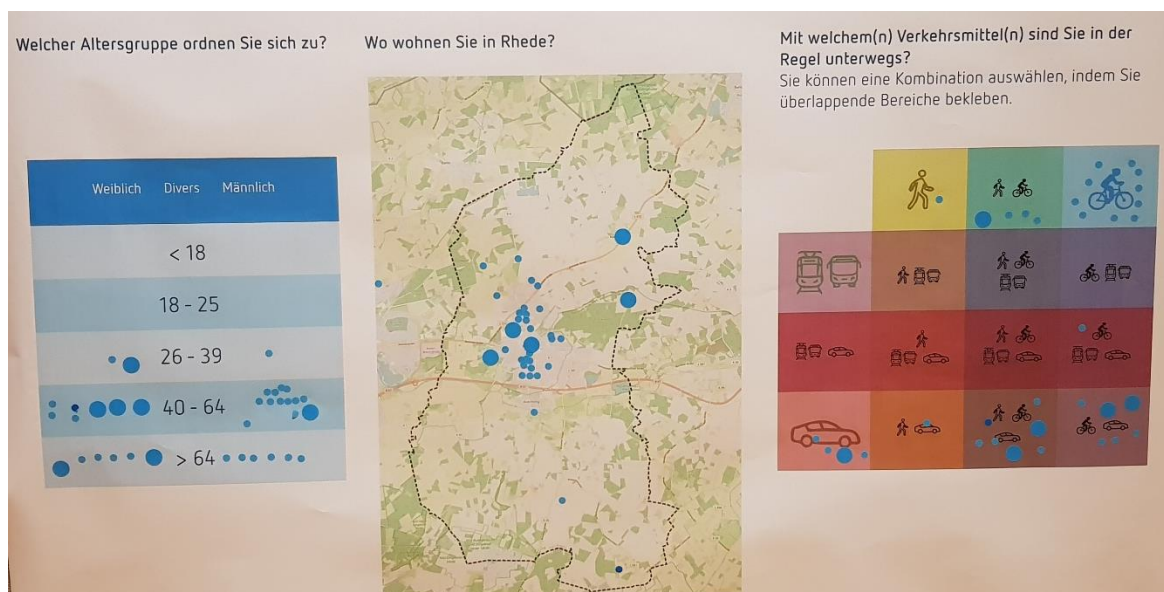 Welcher Altersgruppe ordnen Sie sich zu?
Weiblich Divers Männlich
< 18
18 - 25
26 - 39
40 - 64
> 64
Wo wohnen Sie in Rhede?
Mit welchem(n) Verkehrsmittel(n) sind Sie in der
Regel unterwegs?
Sie können eine Kombination auswählen, indem Sie
überlappende Bereiche bekleben.